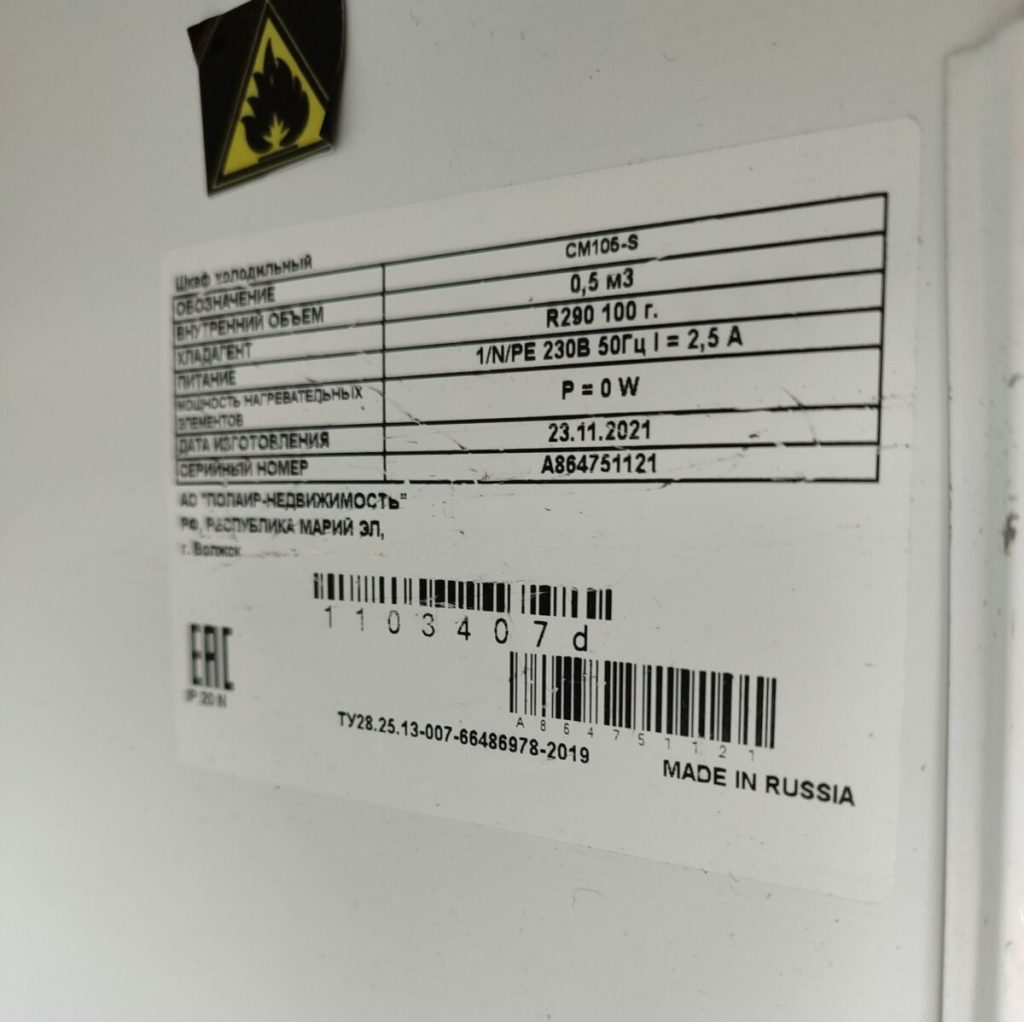 Шкаф холодильный
ОБОЗНАЧЕНИЕ CM105-S
ВНУТРЕННИЙ ОБЪЕМ 0,5 м3
ХЛАДАГЕНТ R290 100 г.
ПИТАНИЕ 1/N/PE 230В 50Гц I = 2,5 А
МОЩНОСТЬ НАГРЕВАТЕЛЬНЫХ ЭЛЕМЕНТОВ P = 0 W
ДАТА ИЗГОТОВЛЕНИЯ 23.11.2021
СЕРИЙНЫЙ НОМЕР A864751121
АО "ПОЛАИР-НЕДВИЖИМОСТЬ"
РФ, РАСПУБЛИКА МАРИЙ ЭЛ,
г. Волжск
1103407d
EAC
IP 20 N
A864751121
ТУ28.25.13-007-66486978-2019
MADE IN RUSSIA